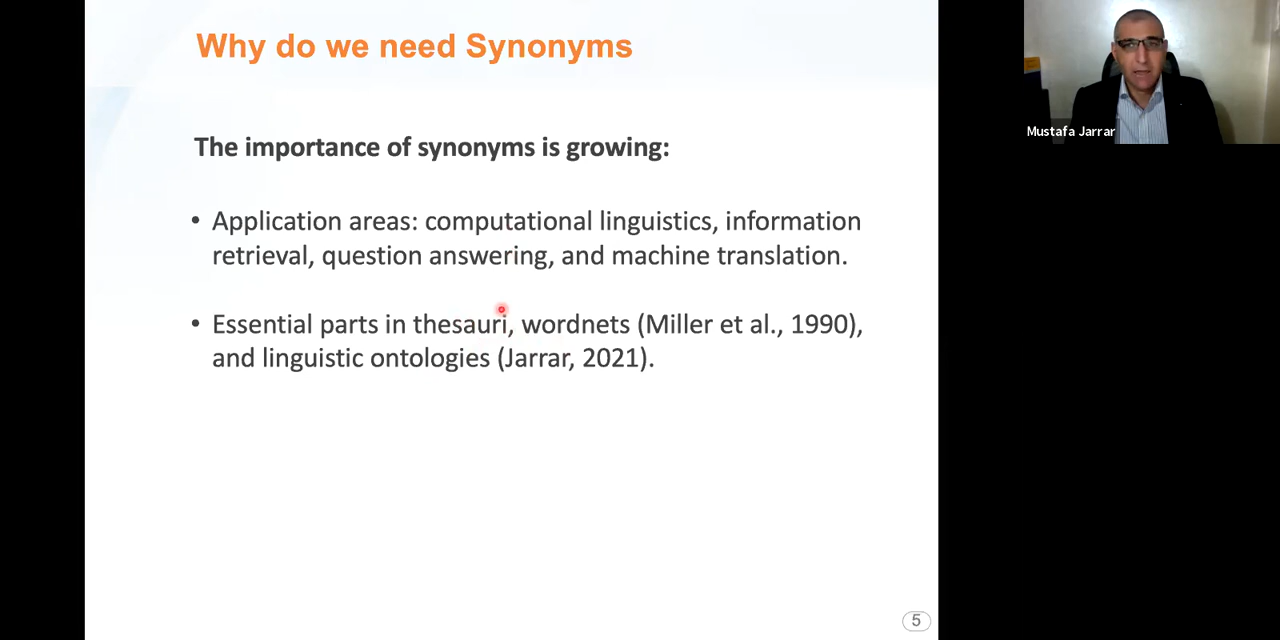 Why do we need Synonyms
Mustafa Jarrar
The importance of synonyms is growing:
• Application areas: computational linguistics, information
retrieval, question answering, and machine translation.
• Essential parts in thesauri, wordnets (Miller et al., 1990),
and linguistic ontologies (Jarrar, 2021).
5